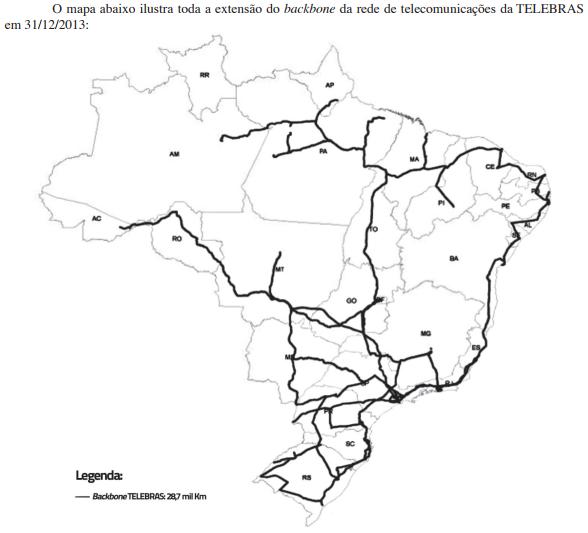 O mapa abaixo ilustra toda a extensão do backbone da rede de telecomunicações da TELEBRAS
em 31/12/2013:
RR
AP
AM
PA
MA
CE
RN
PB
PI
PE
AC
AL
SE
TO
RO
BA
MT
GO
DF
MG
MS
ES
SP
RJ
PR
SC
RS
Legenda:
Backbone TELEBRAS: 28,7 mil Km